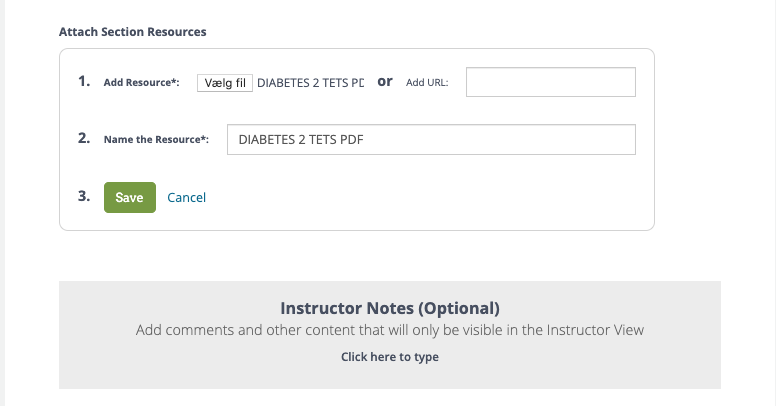 Attach Section Resources
1. Add Resource*: Vælg fil DIABETES 2 TETS PD or Add URL:
2. Name the Resource*: DIABETES 2 TETS PDF
3. Save Cancel
Instructor Notes (Optional)
Add comments and other content that will only be visible in the Instructor View
Click here to type